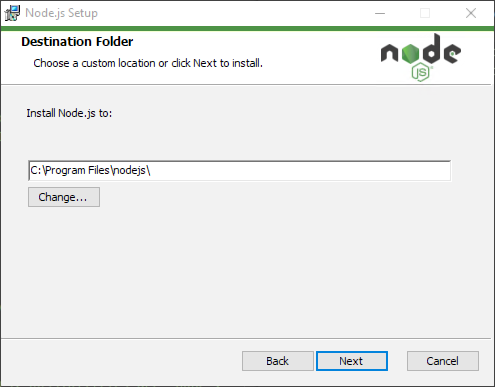 Node.js Setup
Destination Folder
Choose a custom location or click Next to install.
node
JS
Install Node.js to:
C:\Program Files\nodejs\
Change...
Back
Next
Cancel